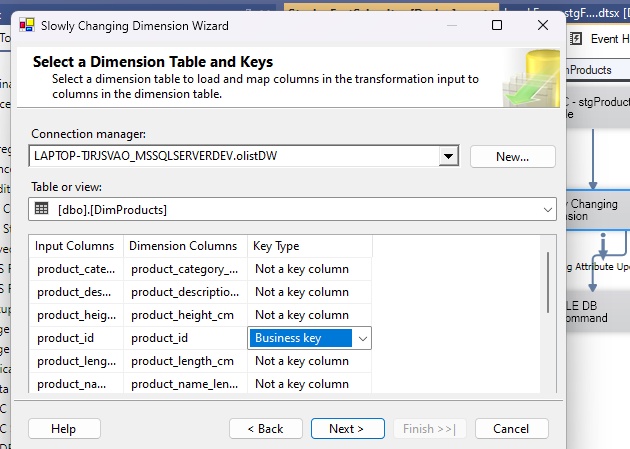 Slowly Changing Dimension Wizard
Select a Dimension Table and Keys
Select a dimension table to load and map columns in the transformation input to
columns in the dimension table.
Connection manager:
LAPTOP-TJRJSVAO_MSSQLSERVERDEV.olistDW
New...
Table or view:
[dbo].[DimProducts]
Input Columns Dimension Columns Key Type
product_cate... product_category_... Not a key column
product_des... product_descriptio... Not a key column
product_heig... product_height_cm Not a key column
product_id product_id Business key
product_leng... product_length_cm Not a key column
product_na... product_name_len... Not a key column
Help
< Back
Next >
Finish >>|
Cancel
.dtsx [D
Event H
mProducts
C - stgProduct
y Changing
nsion
g Attribute Upd
LE DB
ommand